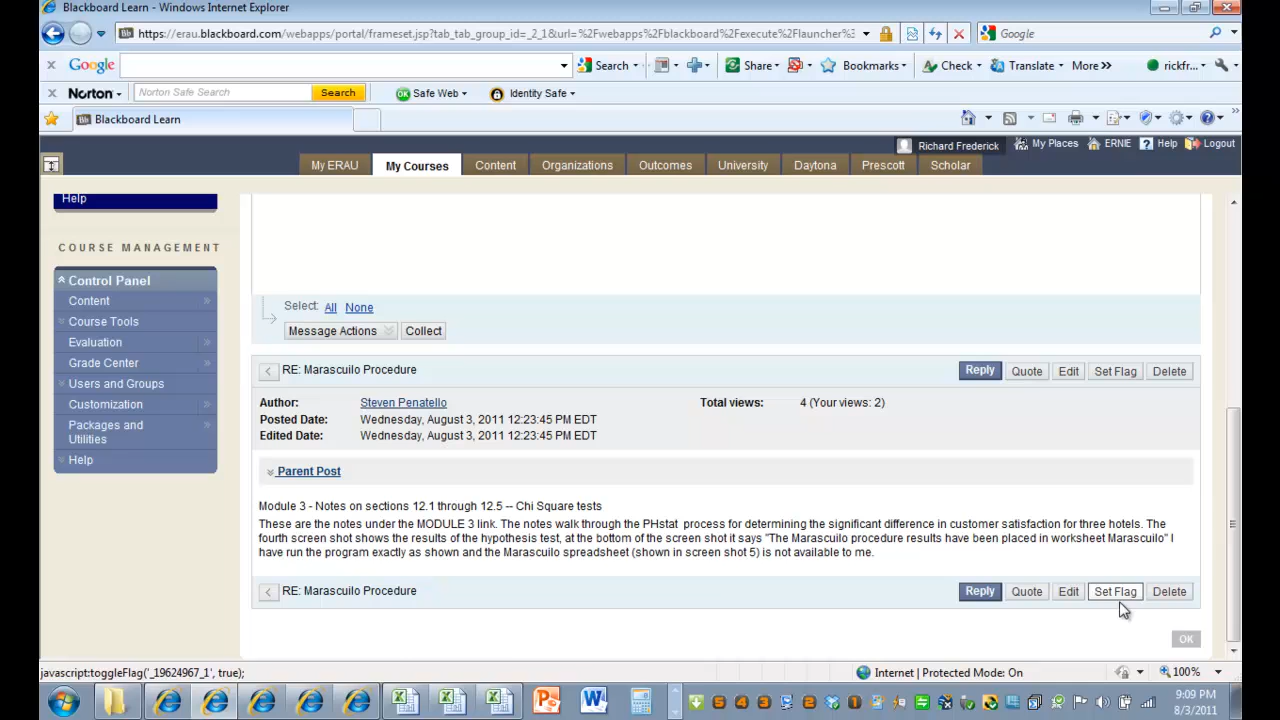 Blackboard Learn - Windows Internet Explorer
https://erau.blackboard.com/webapps/portal/frameset.jsp?tab_tab_group_id=_2_1&url=%2Fwebapps%2Fblackboard%2Fexecute%2Flauncher%3 Google
Google Search Share Bookmarks Check Translate More» rickfr...
Norton Norton Safe Search Search OK Safe Web Identity Safe
Bb Blackboard Learn
Richard Frederick My Places ERNIE Help Logout
My ERAU My Courses Content Organizations Outcomes University Daytona Prescott Scholar
Help
COURSE MANAGEMENT
Control Panel
Content
Course Tools
Evaluation
Grade Center
Users and Groups
Customization
Packages and
Utilities
Help
Select: All None
Message Actions Collect
RE: Marascuilo Procedure Reply Quote Edit Set Flag Delete
Author: Steven Penatello Total views: 4 (Your views: 2)
Posted Date: Wednesday, August 3, 2011 12:23:45 PM EDT
Edited Date: Wednesday, August 3, 2011 12:23:45 PM EDT
Parent Post
Module 3 - Notes on sections 12.1 through 12.5 -- Chi Square tests
These are the notes under the MODULE 3 link. The notes walk through the PHstat process for determining the significant difference in customer satisfaction for three hotels. The
fourth screen shot shows the results of the hypothesis test, at the bottom of the screen shot it says "The Marascuilo procedure results have been placed in worksheet Marascuilo" I
have run the program exactly as shown and the Marascuilo spreadsheet (shown in screen shot 5) is not available to me.
RE: Marascuilo Procedure Reply Quote Edit Set Flag Delete
OK
javascript:toggleFlag('_19624967_1', true); Internet | Protected Mode: On 100%
9:09 PM
8/3/2011